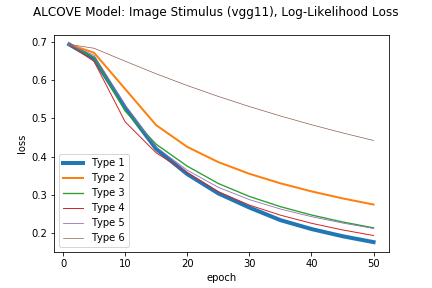 ALCOVE Model: Image Stimulus (vgg11), Log-Likelihood Loss
0.7
0.6
0.5
0.4
0.3
0.2
loss
Type 1
Type 2
Type 3
Type 4
Type 5
Type 6
0
10
20
30
40
50
epoch